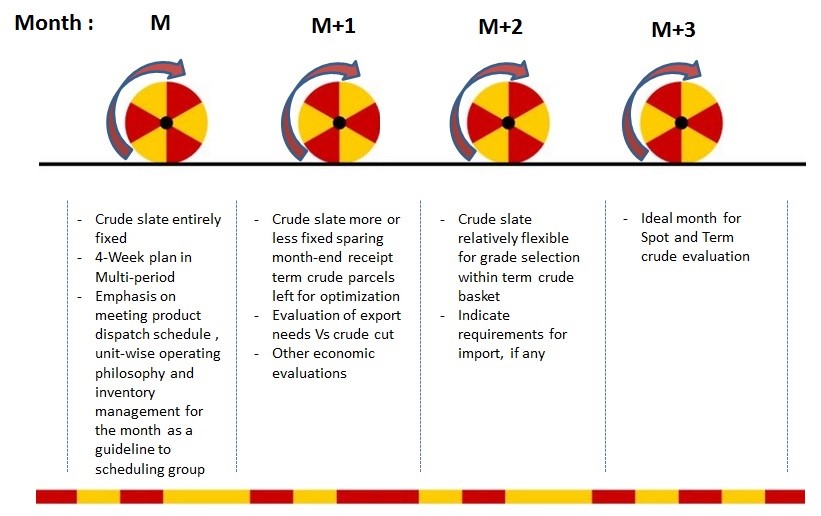 Month : M M+1 M+2 M+3
- Crude slate entirely
fixed
- 4-Week plan in
Multi-period
- Emphasis on
meeting product
dispatch schedule ,
unit-wise operating
philosophy and
inventory
management for
the month as a
guideline to
scheduling group
- Crude slate more or
less fixed sparing
month-end receipt
term crude parcels
left for optimization
- Evaluation of export
needs Vs crude cut
- Other economic
evaluations
- Crude slate
relatively flexible
for grade selection
within term crude
basket
- Indicate
requirements for
import, if any
- Ideal month for
Spot and Term
crude evaluation